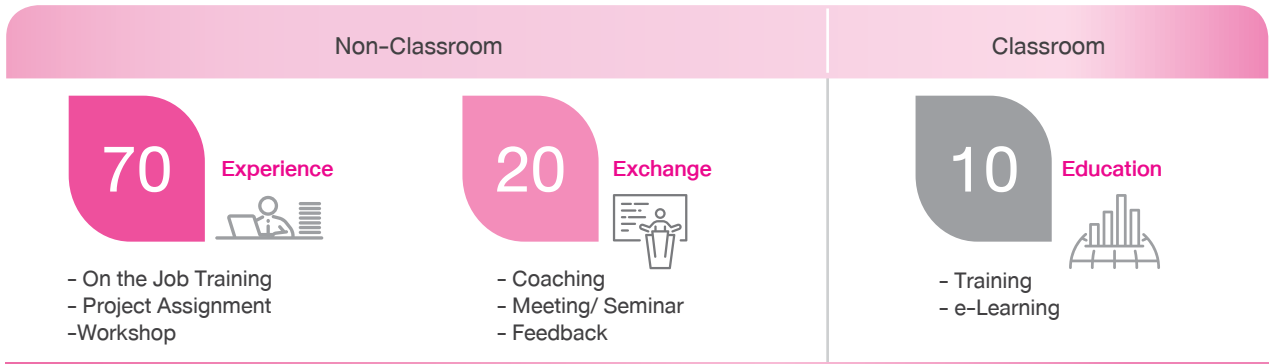 Non-Classroom
Classroom
70
Experience
- On the Job Training
- Project Assignment
-Workshop
20
Exchange
- Coaching
- Meeting/ Seminar
- Feedback
10
Education
- Training
- e-Learning